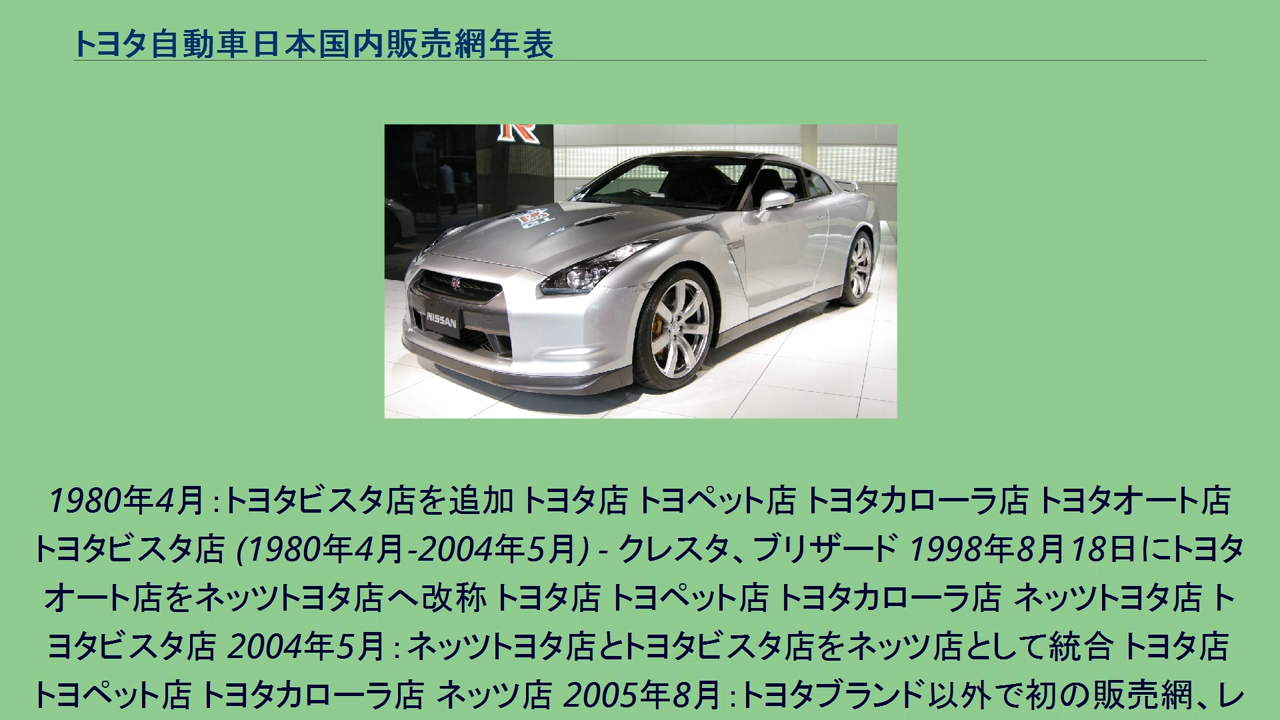 トヨタ自動車日本国内販売網年表
R
NISSAN
1980年4月：トヨタビスタ店を追加 トヨタ店 トヨペット店 トヨタカローラ店 トヨタオート店
トヨタビスタ店 (1980年4月-2004年5月) - クレスタ、ブリザード 1998年8月18日にトヨタ
オート店をネッツトヨタ店へ改称 トヨタ店 トヨペット店 トヨタカローラ店 ネッツトヨタ店 ト
ヨタビスタ店 2004年5月：ネッツトヨタ店とトヨタビスタ店をネッツ店として統合 トヨタ店
トヨペット店 トヨタカローラ店 ネッツ店 2005年8月：トヨタブランド以外で初の販売網、レ